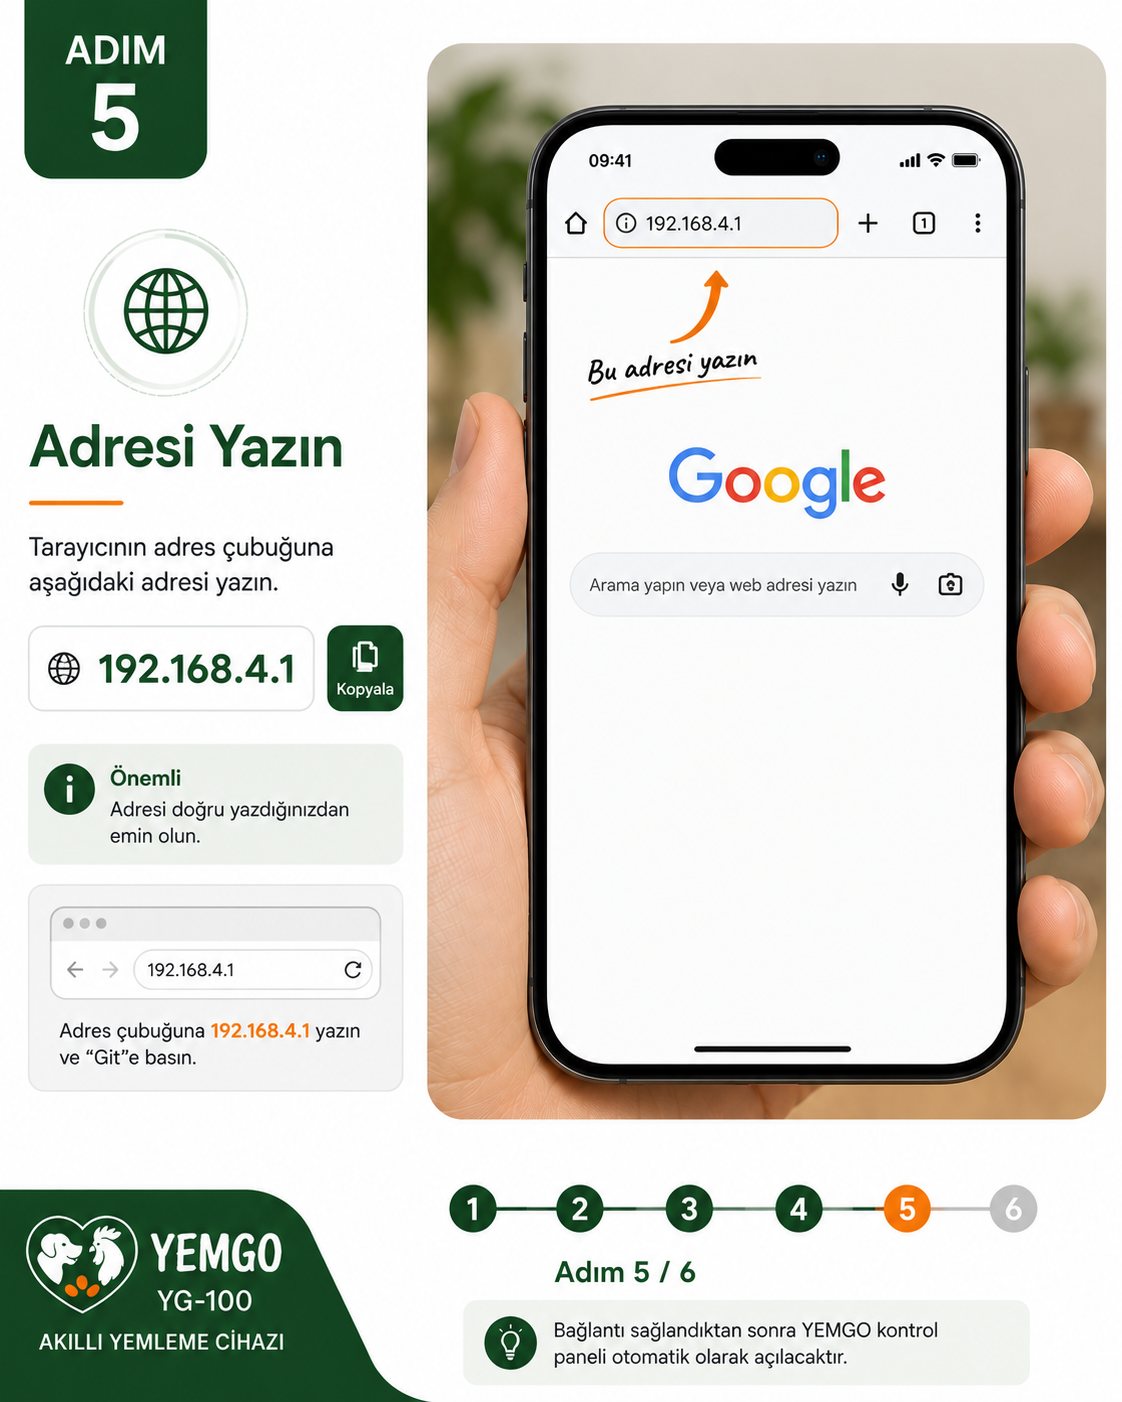 ADIM
5
Adresi Yazın
Tarayıcının adres çubuğuna
aşağıdaki adresi yazın.
192.168.4.1
Kopyala
Önemli
Adresi doğru yazdığınızdan
emin olun.
192.168.4.1
Adres çubuğuna 192.168.4.1 yazın
ve “Git”e basın.
09:41
192.168.4.1
1
Bu adresi yazın
Google
Arama yapın veya web adresi yazın
1 2 3 4 5 6
Adım 5 / 6
Bağlantı sağlandıktan sonra YEMGO kontrol
paneli otomatik olarak açılacaktır.
YEMGO
YG-100
AKILLI YEMLEME CİHAZI